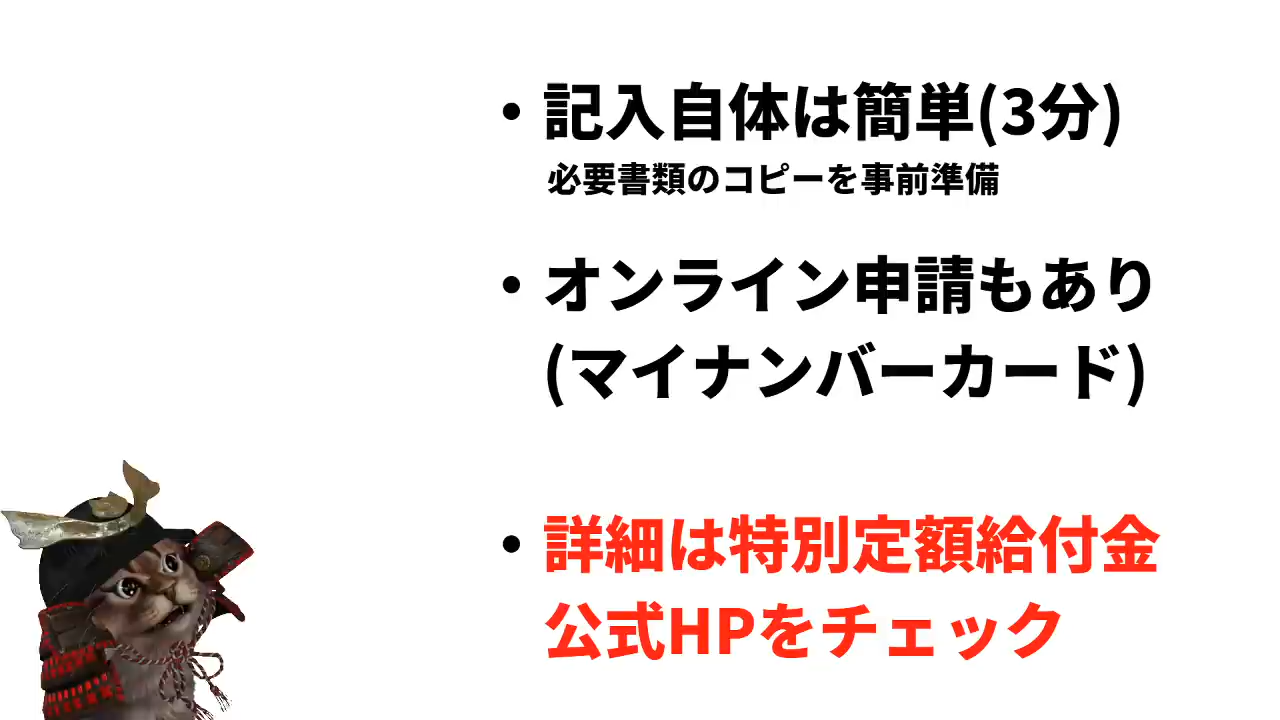 ・記入自体は簡単(3分)
必要書類のコピーを事前準備
・オンライン申請もあり
(マイナンバーカード)
・詳細は特別定額給付金
公式HPをチェック